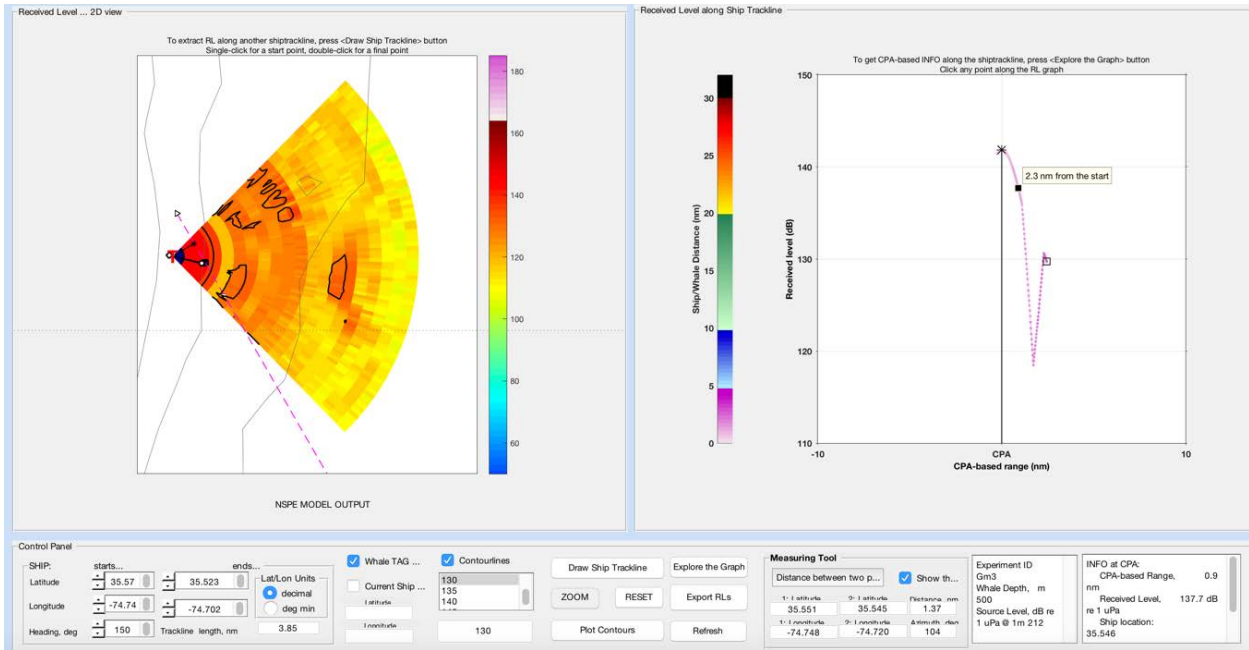 Received Level ... 2D view
To extract RL along another shiptrackline, press <Draw Ship Trackline> button
Single-click for a start point, double-click for a final point
180
160
140
120
100
80
60
NSPE MODEL OUTPUT
Received Level along Ship Trackline
To get CPA-based INFO along the shiptrackline, press <Explore the Graph> button
Click any point along the RL graph
Ship/Whale Distance (nm)
30
25
20
15
10
5
0
Received level (dB)
150
140
130
120
110
2.3 nm from the start
-10
CPA
10
CPA-based range (nm)
Control Panel
SHIP:
starts...
ends...
Latitude
35.57
35.523
Longitude
-74.74
-74.702
Heading, deg
150
Trackline length, nm
3.85
Lat/Lon Units
decimal
deg min
Whale TAG ...
Current Ship ...
Latitude
Longitude
Contourlines
130
135
140
130
Draw Ship Trackline
Explore the Graph
ZOOM
RESET
Export RLs
Plot Contours
Refresh
Measuring Tool
Distance between two p...
Show th...
1: Latitude
2: Latitude
Distance, nm
35.551
35.545
1.37
1: Longitude
2: Longitude
Azimuth, deg
-74.748
-74.720
104
Experiment ID
Gm3
Whale Depth, m
500
Source Level, dB re
1 uPa @ 1m 212
INFO at CPA:
CPA-based Range, 0.9
nm
Received Level, 137.7 dB
re 1 uPa
Ship location:
35.546